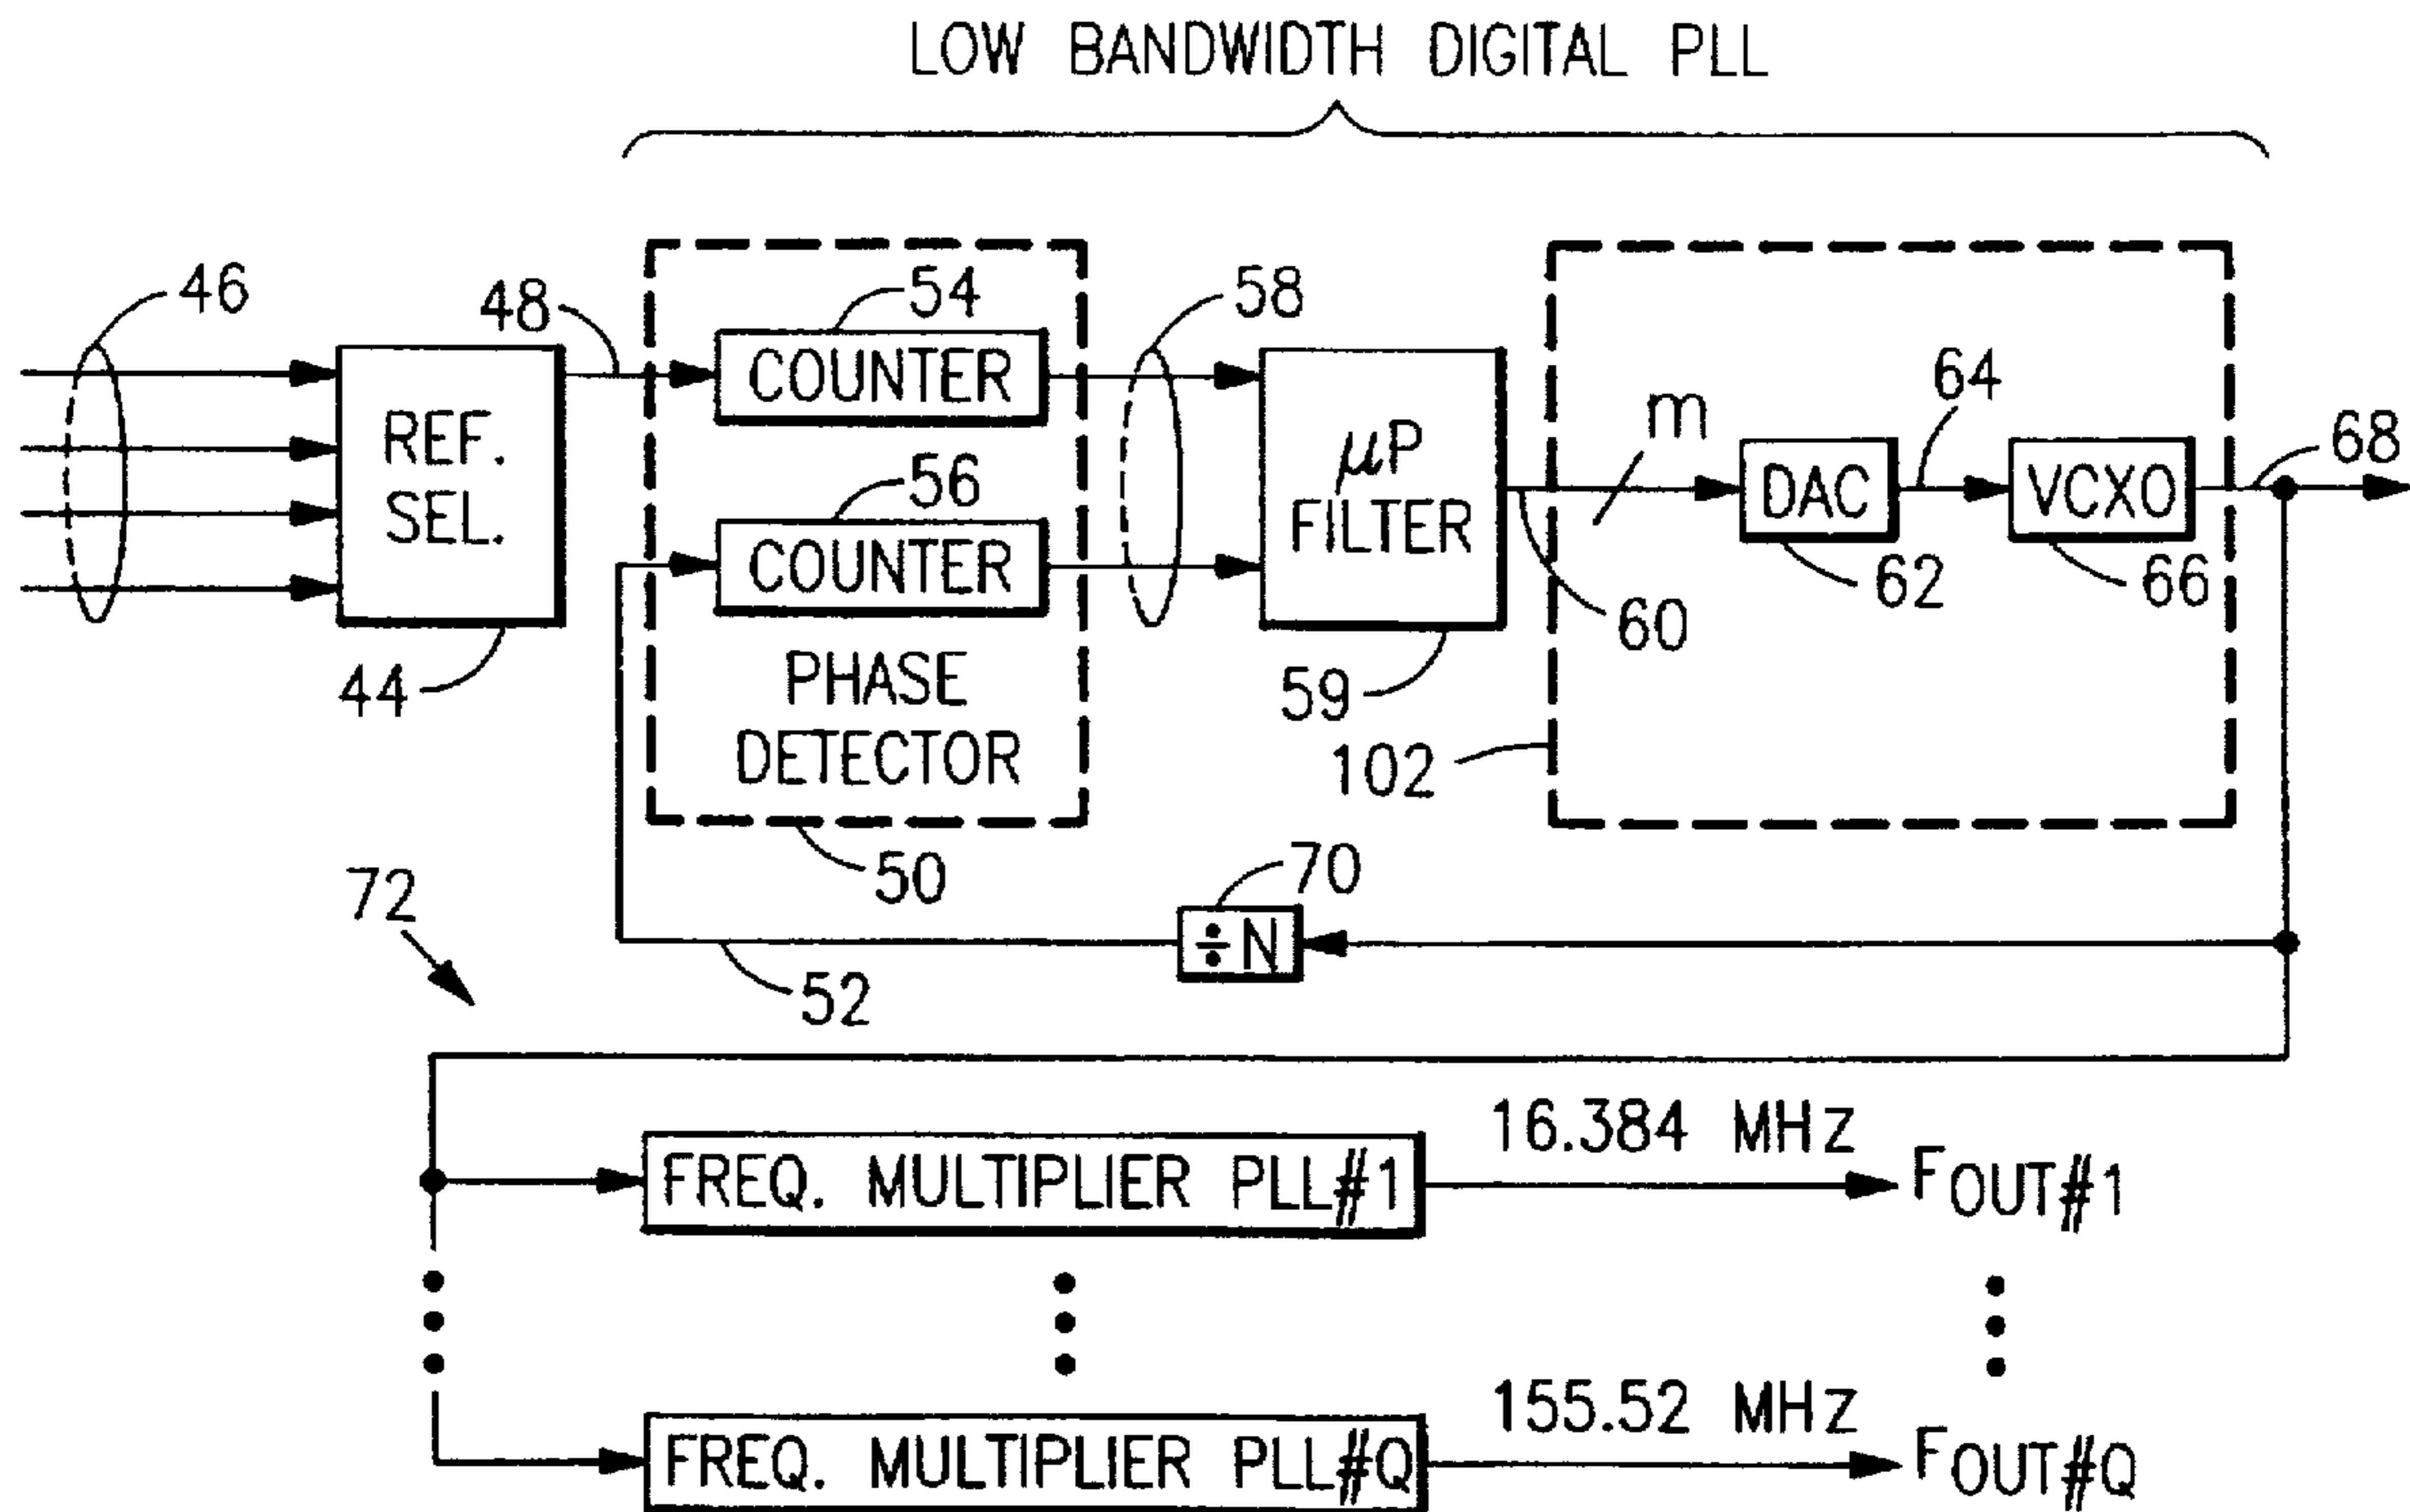 LOW BANDWIDTH DIGITAL PLL
46
48
54
58
COUNTER
REF.
SEL.
56
COUNTER
μP
FILTER
m
64
68
DAC
VCXO
62
66
60
44
PHASE
DETECTOR
59
102
50
70
72
÷N
52
16.384 MHz
FREQ. MULTIPLIER PLL#1
FOUT#1
155.52 MHz
FREQ. MULTIPLIER PLL#Q
FOUT#Q